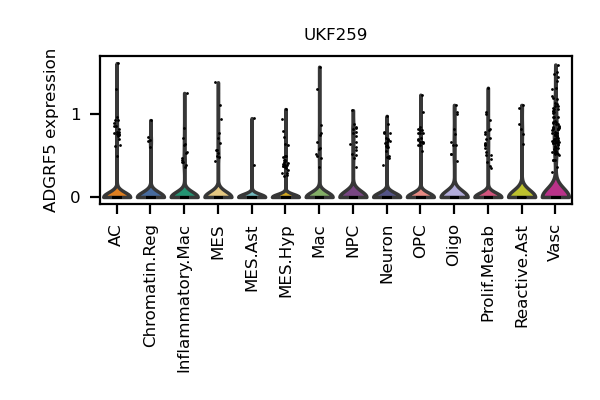 UKF259
ADGRF5 expression
1
0
AC
Chromatin.Reg
Inflammatory.Mac
MES
MES.Ast
MES.Hyp
Mac
NPC
Neuron
OPC
Oligo
Prolif.Metab
Reactive.Ast
Vasc